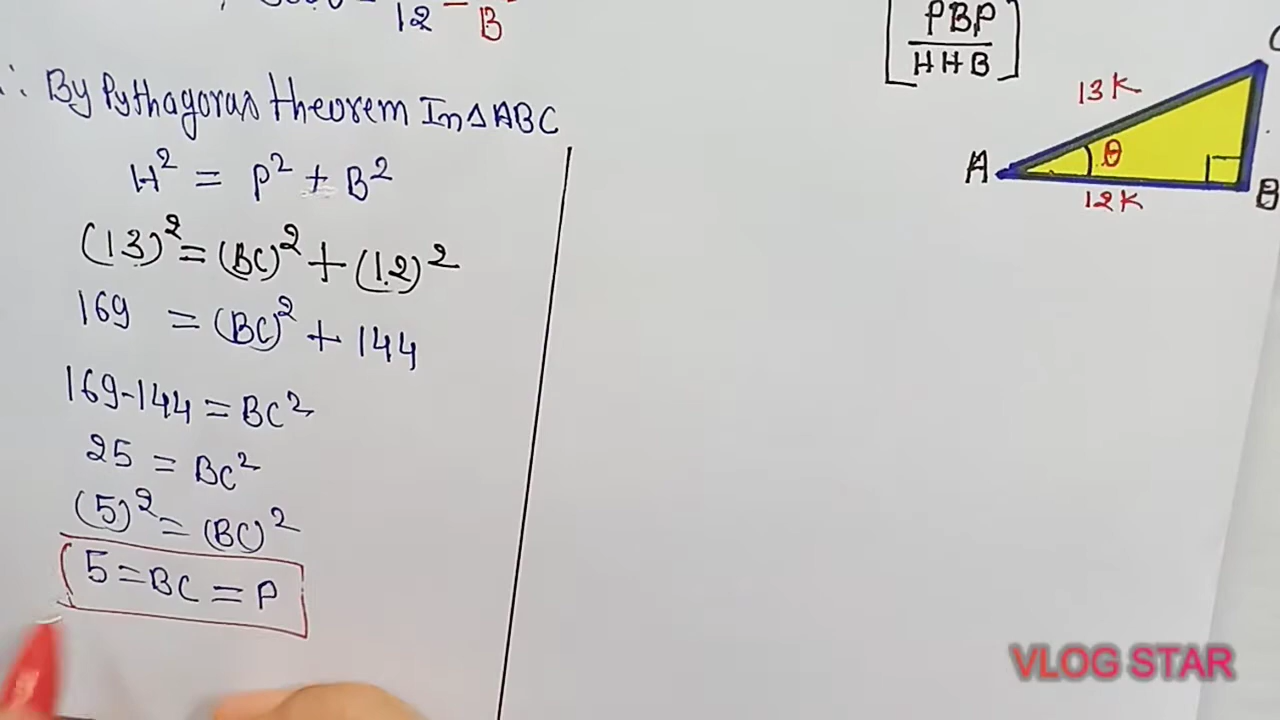 12 B
∴ By Pythagoras theorem In △ ABC
H² = P² + B²
(13)² = (BC)² + (12)²
169 = (BC)² + 144
169-144 = BC²
25 = BC²
(5)² = (BC)²
5 = BC = P
[PBP
HHB]
13K
A θ
12K B
VLOG STAR